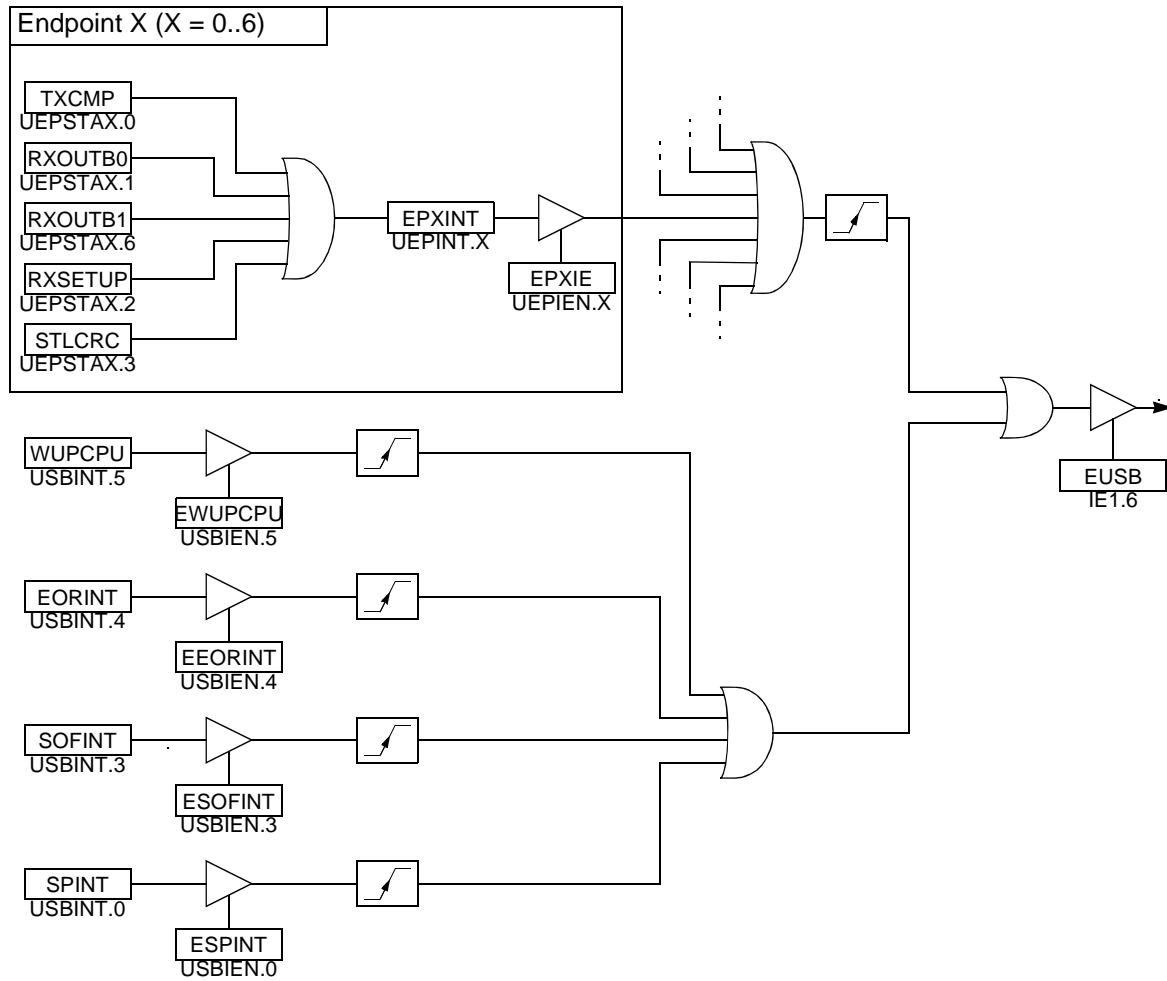 Endpoint X (X = 0..6)
TXCMP
UEPSTAX.0
RXOUTB0
UEPSTAX.1
RXOUTB1
UEPSTAX.6
RXSETUP
UEPSTAX.2
STLCRC
UEPSTAX.3
EPXINT
UEPINT.X
EPXIE
UEPIEN.X
WUPCPU
USBINT.5
EWUPCPU
USBIEN.5
EUSB
IE1.6
EORINT
USBINT.4
EEORINT
USBIEN.4
SOFINT
USBINT.3
ESOFINT
USBIEN.3
SPINT
USBINT.0
ESPINT
USBIEN.0